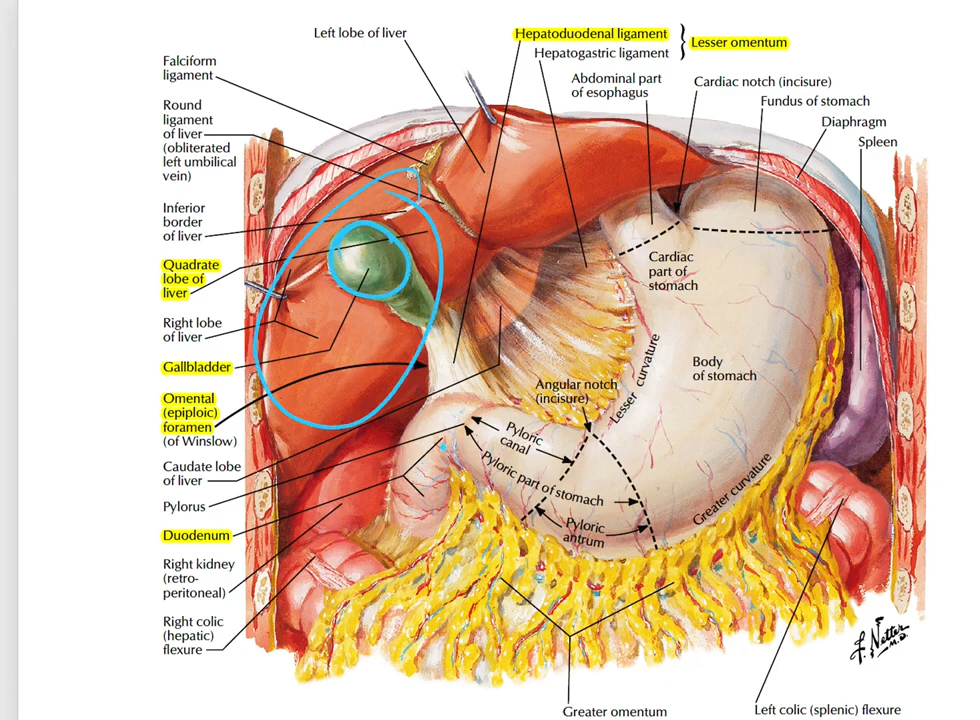 Left lobe of liver
Hepatoduodenal ligament
Hepatogastric ligament
Lesser omentum
Falciform
ligament
Abdominal part
of esophagus
Cardiac notch (incisure)
Fundus of stomach
Diaphragm
Spleen
Round
ligament
of liver
(obliterated
left umbilical
vein)
Inferior
border
of liver
Quadrate
lobe of
liver
Right lobe
of liver
Gallbladder
Omental
(epiploic)
foramen
(of Winslow)
Caudate lobe
of liver
Pylorus
Duodenum
Right kidney
(retro-
peritoneal)
Right colic
(hepatic)
flexure
Cardiac
part of
stomach
Body
of stomach
Angular notch
(incisure)
Lesser curvature
Pyloric
canal
Pyloric part of stomach
Pyloric
antrum
Greater curvature
Greater omentum
Left colic (splenic) flexure
F. Netter
M.D.